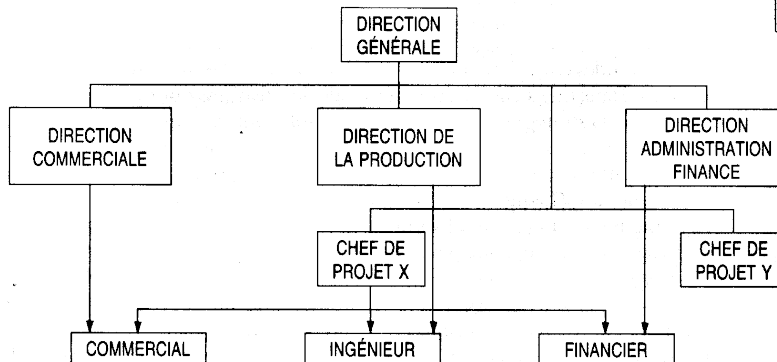 DIRECTION
GÉNÉRALE
DIRECTION
COMMERCIALE
DIRECTION DE
LA PRODUCTION
DIRECTION
ADMINISTRATION
FINANCE
CHEF DE
PROJET X
CHEF DE
PROJET Y
COMMERCIAL
INGÉNIEUR
FINANCIER